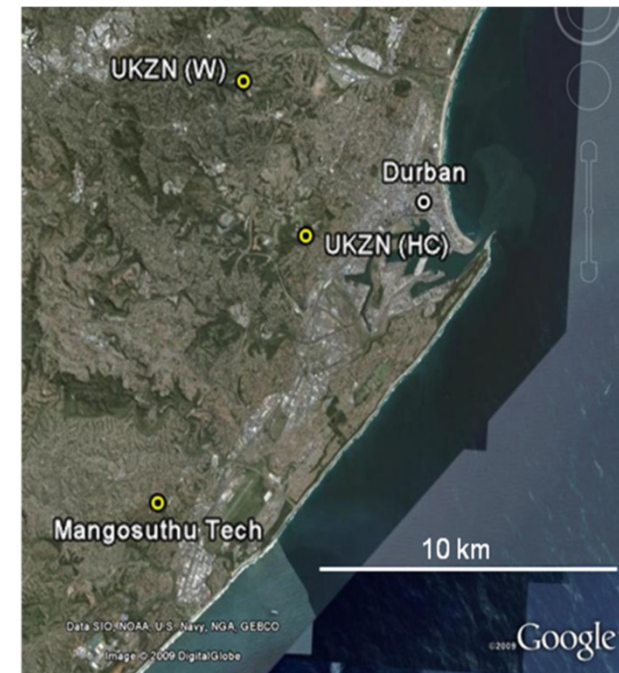 UKZN (W)
Durban
UKZN (HC)
Mangosuthu Tech
10 km
Data SIO, NOAA, U.S. Navy, NGA, GEBCO
Image © 2009 DigitalGlobe
©2009 Google